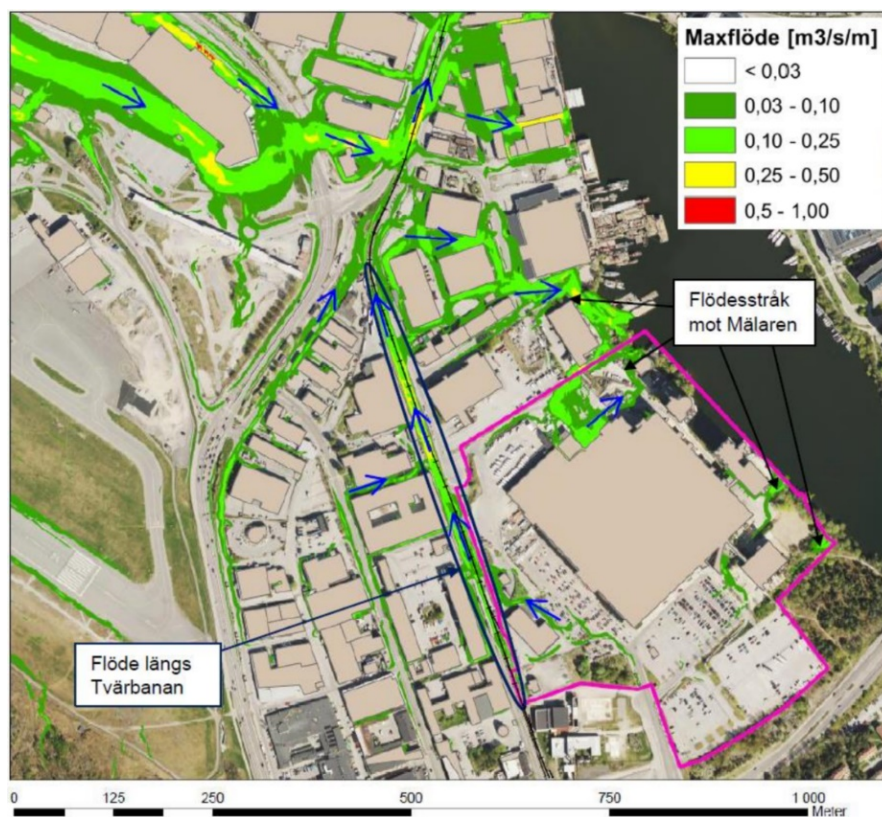 Maxflöde [m3/s/m]
< 0,03
0,03 - 0,10
0,10 - 0,25
0,25 - 0,50
0,5 - 1,00
Flödesstråk
mot Mälaren
Flöde längs
Tvärbanan
0 125 250 500 750 1 000
Meter